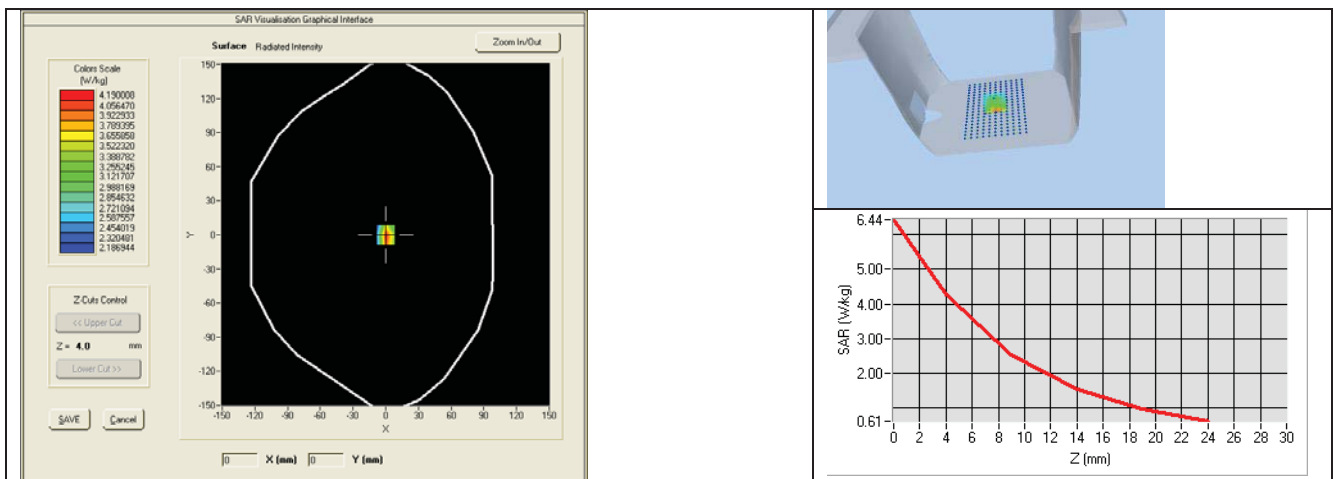 SAR Visualisation Graphical Interface
Surface Radiated Intensity
Zoom In/Out
Colors Scale
(W/kg)
4.190008
4.056470
3.922933
3.789395
3.655858
3.522320
3.388782
3.255245
3.121707
2.988169
2.854632
2.721094
2.587557
2.454019
2.320481
2.186944
Z-Cuts Control
<< Upper Cut
Z = 4.0 mm
Lower Cut >>
SAVE Cancel
150
120
90
60
30
0
-30
-60
-90
-120
-150
Y
-150 -120 -90 -60 -30 0 30 60 90 120 150
X
0 X (mm) 0 Y (mm)
6.44
5.00
4.00
3.00
2.00
0.61
SAR (W/kg)
0 2 4 6 8 10 12 14 16 18 20 22 24 26 28 30
Z (mm)